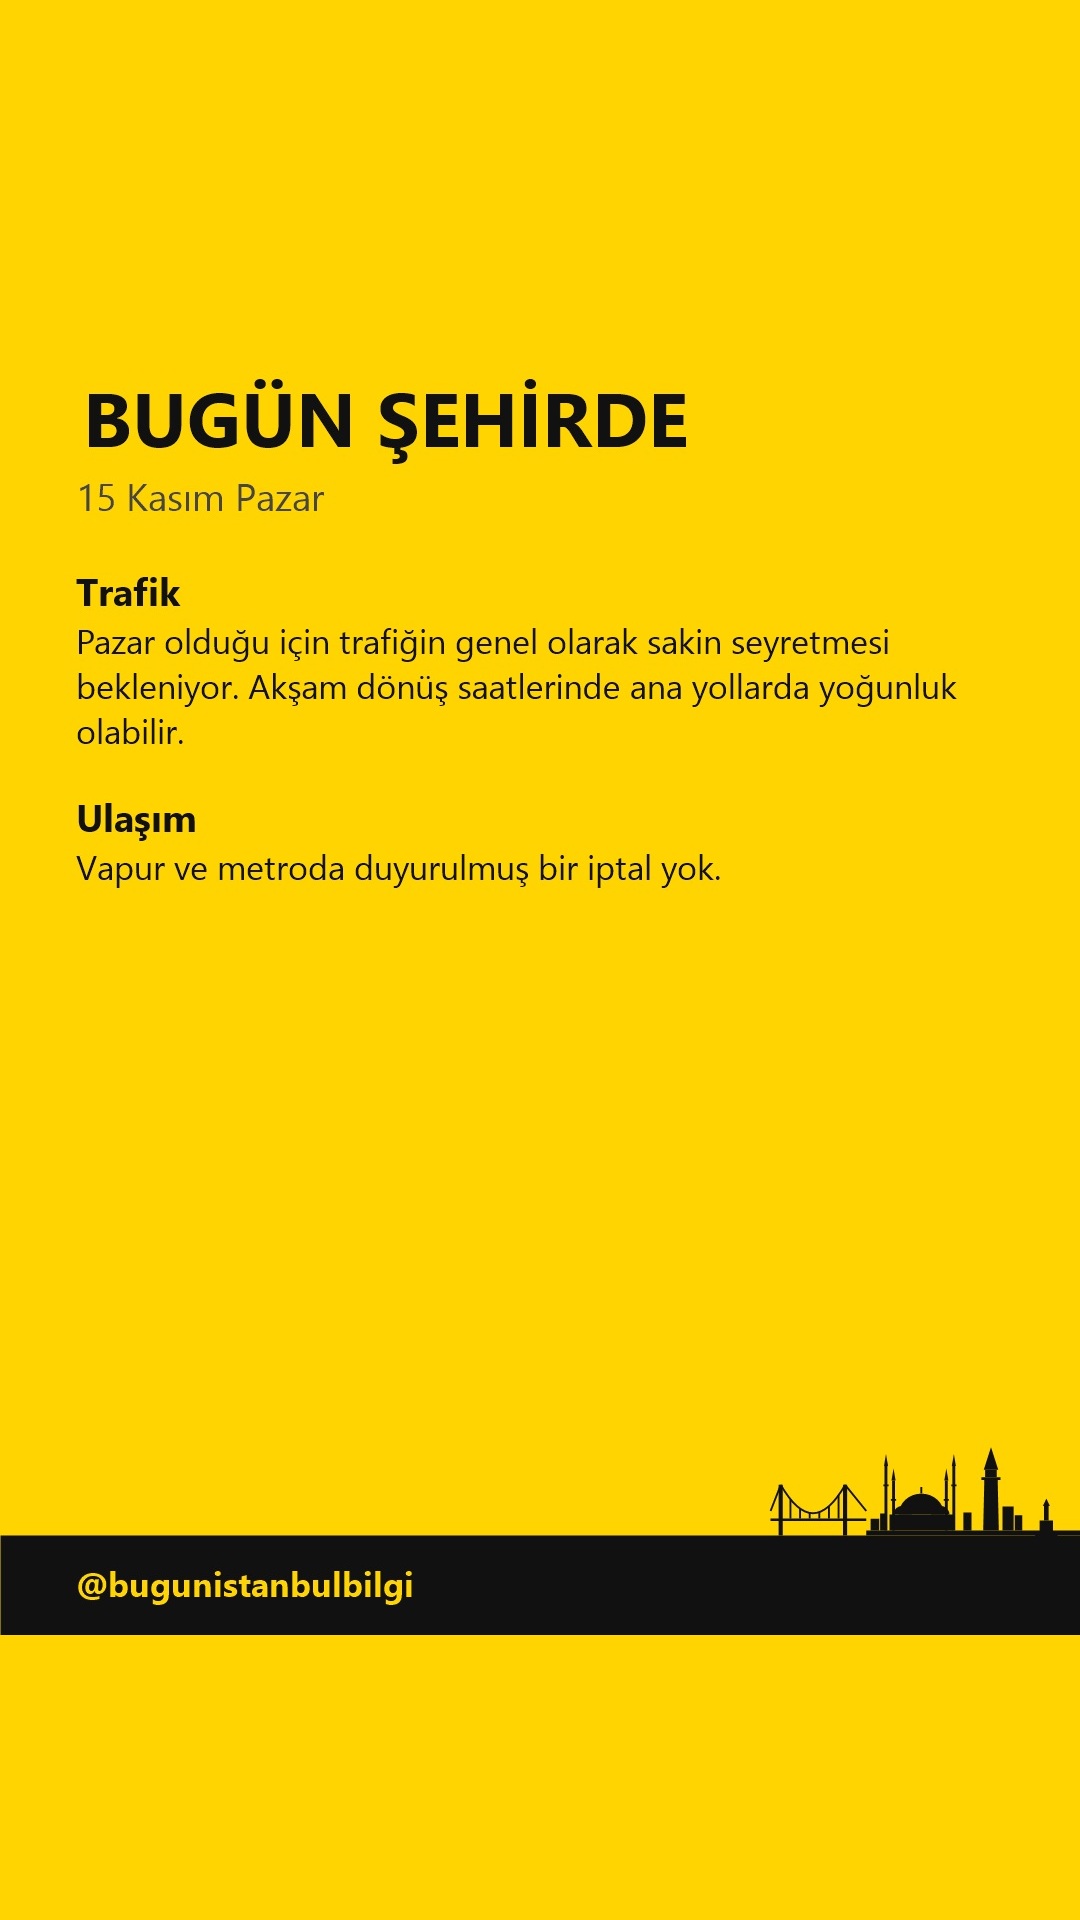 BUGÜN ŞEHİRDE
15 Kasım Pazar
Trafik
Pazar olduğu için trafiğin genel olarak sakin seyretmesi
bekleniyor. Akşam dönüş saatlerinde ana yollarda yoğunluk
olabilir.
Ulaşım
Vapur ve metroda duyurulmuş bir iptal yok.
@bugunistanbulbilgi